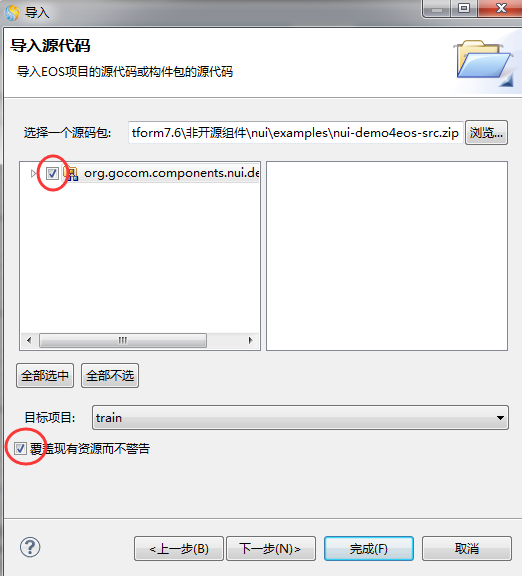 导入
导入源代码
导入EOS项目的源代码或构件包的源代码
选择一个源码包: tform7.6\非开源组件\nui\examples\nui-demo4eos-src.zip 浏览...
org.gocom.components.nui.de
全部选中 全部不选
目标项目: train
覆盖现有资源而不警告
<上一步(B) 下一步(N)> 完成(F) 取消